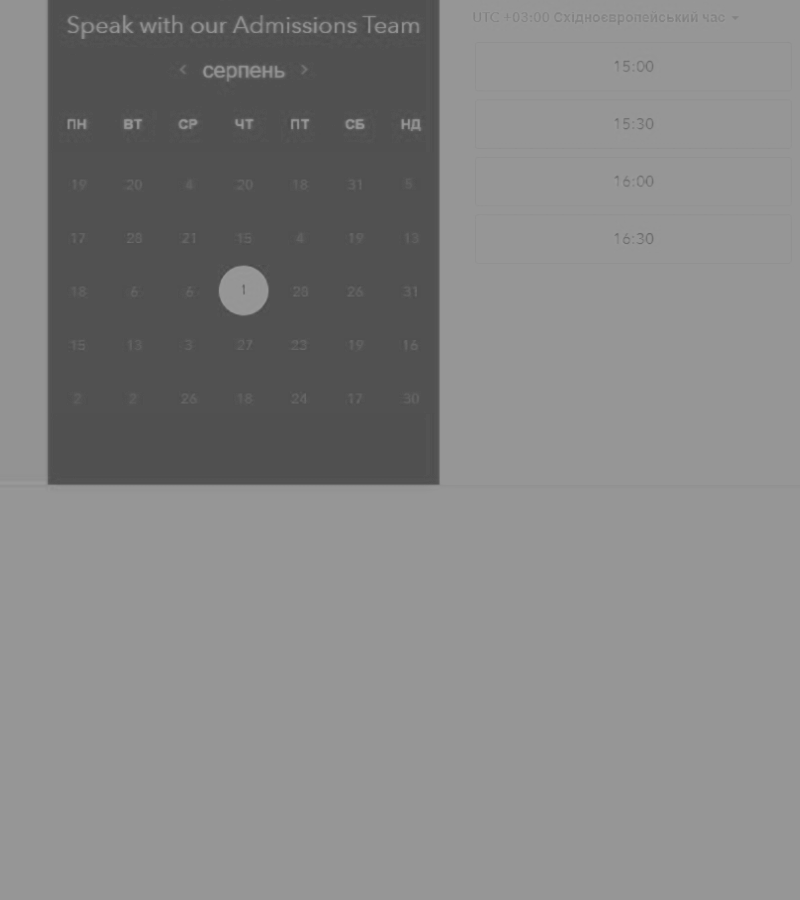 Speak with our Admissions Team
< серпень >
ПН ВТ СР ЧТ ПТ СБ НД
19 20 4 20 18 31 5
17 28 21 15 4 19 13
18 6 6 1 28 26 31
15 13 3 27 22 19 16
2 2 26 18 24 17 30
UTC +03:00 Східноєвропейський час
15:00
15:30
16:00
16:30